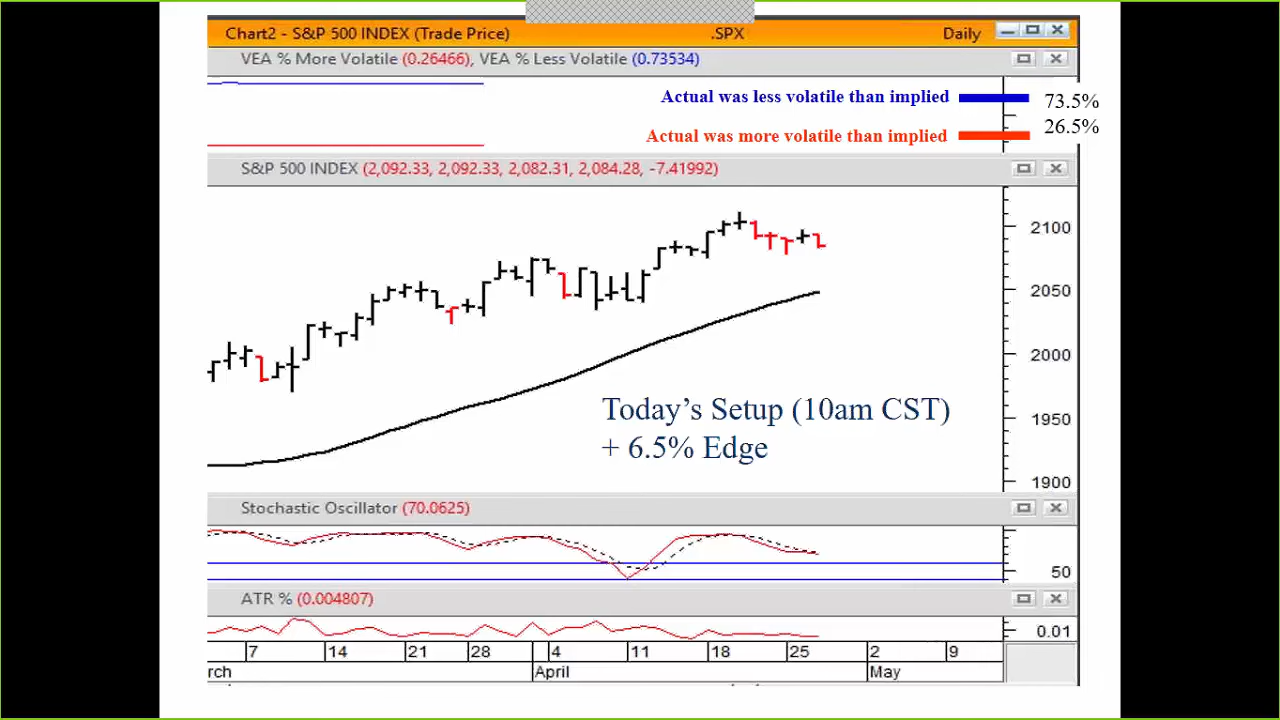 Chart2 - S&P 500 INDEX (Trade Price) .SPX Daily
VEA % More Volatile (0.26466), VEA % Less Volatile (0.73534)
Actual was less volatile than implied 73.5%
Actual was more volatile than implied 26.5%
S&P 500 INDEX (2,092.33, 2,092.33, 2,082.31, 2,084.28, -7.41992)
2100
2050
2000
1950
1900
Today's Setup (10am CST)
+ 6.5% Edge
Stochastic Oscillator (70.0625)
50
ATR % (0.004807)
0.01
7 14 21 28 4 11 18 25 2 9
rch April May